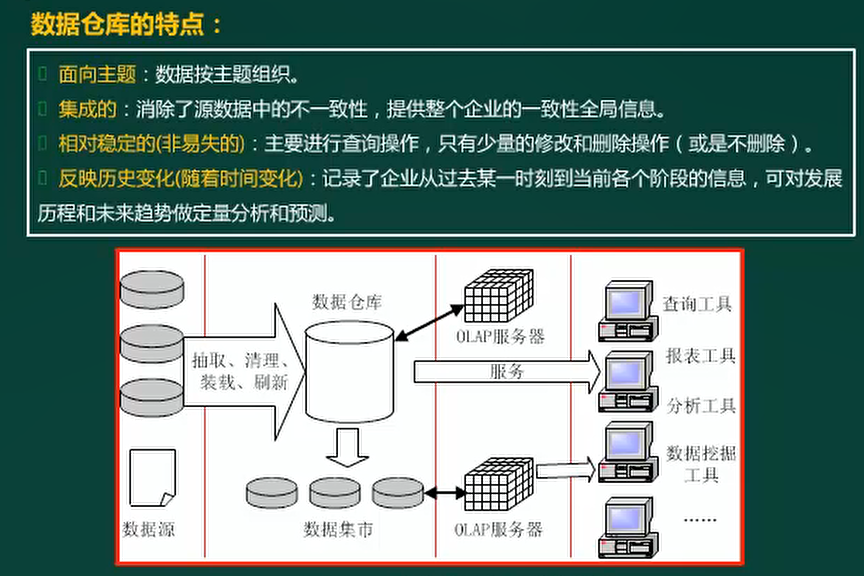 数据仓库的特点：
面向主题：数据按主题组织。
集成的：消除了源数据中的不一致性，提供整个企业的一致性全局信息。
相对稳定的(非易失的)：主要进行查询操作，只有少量的修改和删除操作（或是不删除）。
反映历史变化(随着时间变化)：记录了企业从过去某一时刻到当前各个阶段的信息，可对发展
历程和未来趋势做定量分析和预测。
数据仓库
OLAP服务器
查询工具
抽取、清理、
装载、刷新
服务
报表工具
分析工具
数据挖掘
工具
数据源
数据集市
OLAP服务器
……